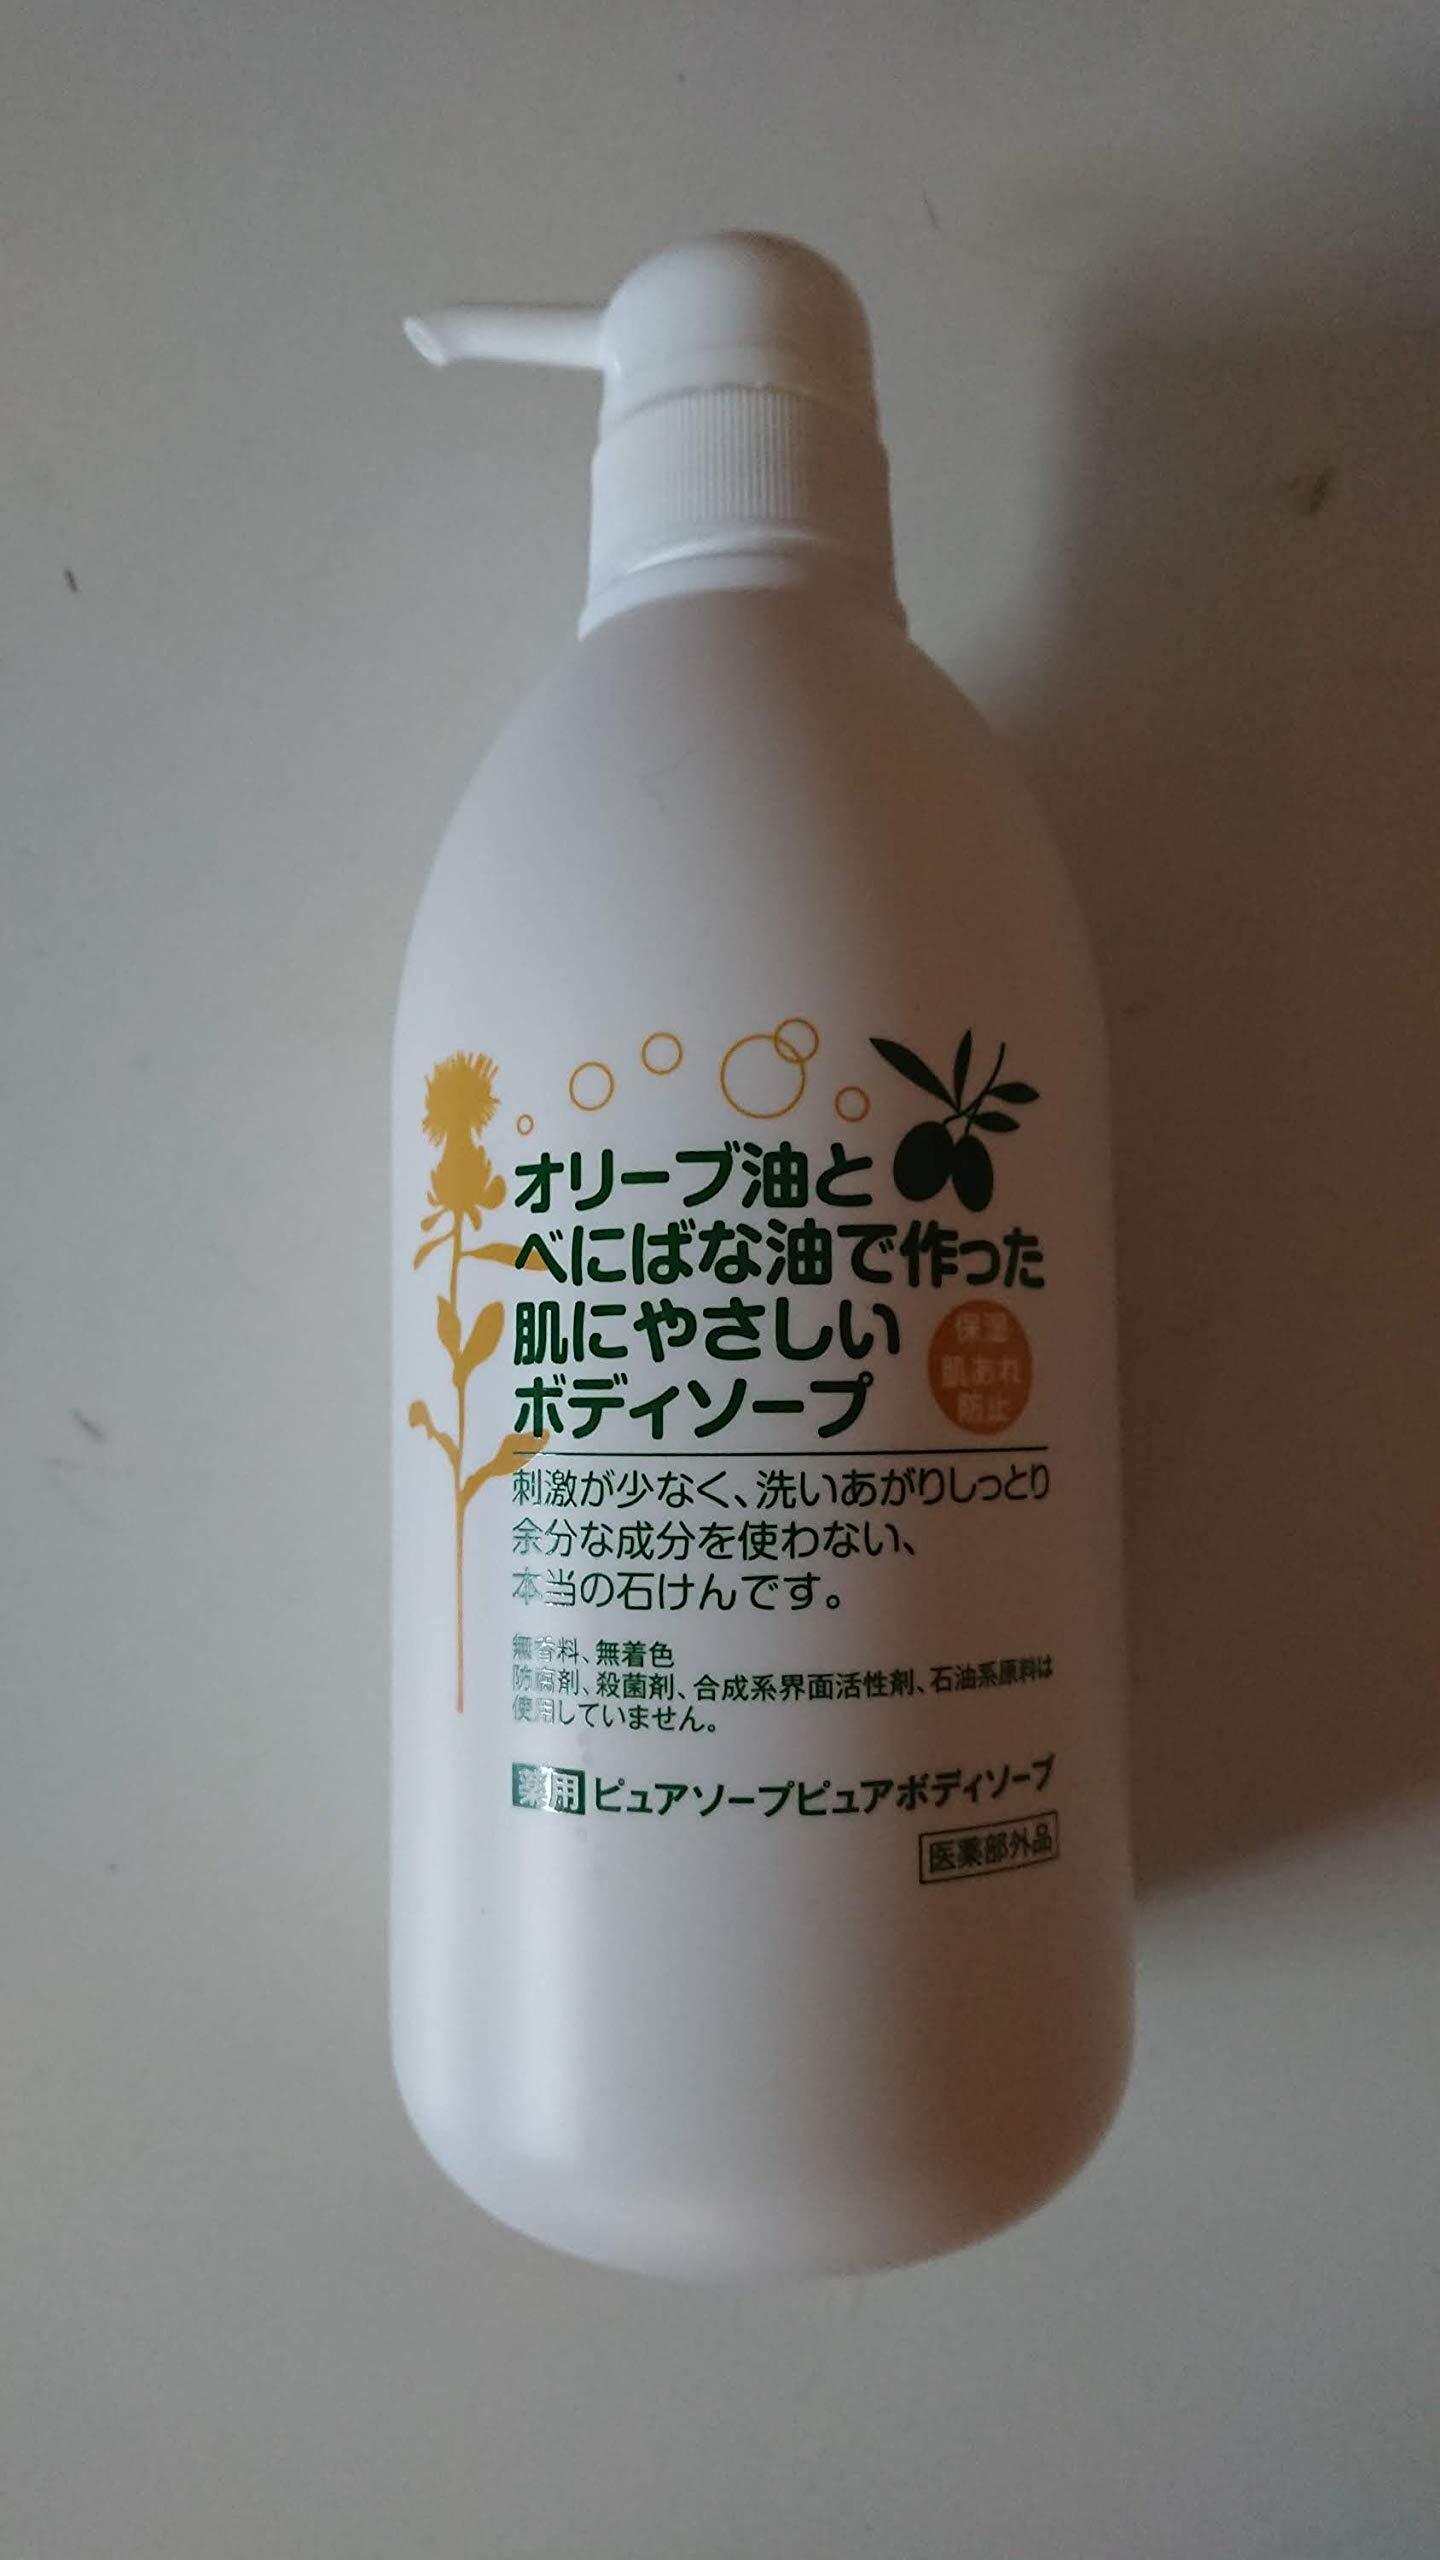 オリーブ油と
べにばな油で作った
肌にやさしい
ボディソープ
保湿
肌あれ
防止
刺激が少なく、洗いあがりしっとり
余分な成分を使わない、
本当の石けんです。
無香料、無着色
防腐剤、殺菌剤、合成系界面活性剤、石油系原料は
使用していません。
薬用 ピュアソープピュアボディソープ
医薬部外品